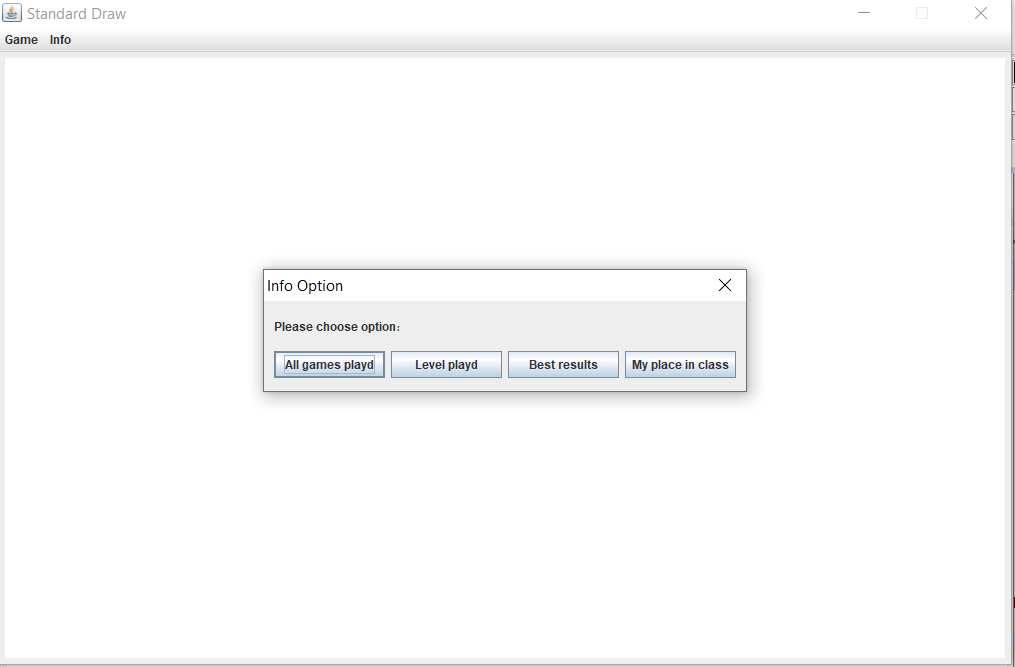 Standard Draw
Game Info
Info Option
Please choose option:
All games playd Level playd Best results My place in class